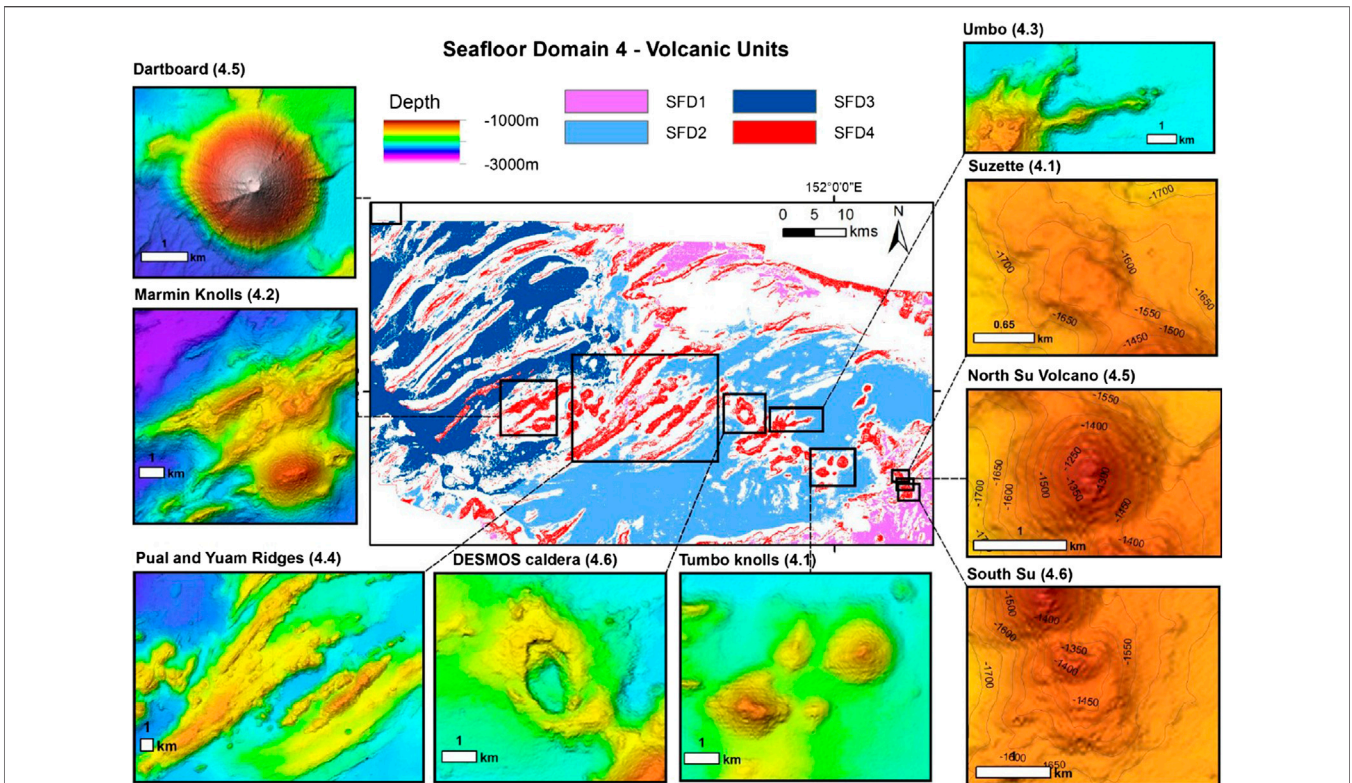 Seafloor Domain 4 - Volcanic Units
Depth
-1000m
-3000m
SFD1
SFD2
SFD3
SFD4
152°0'0"E
0 5 10
kms
N
Dartboard (4.5)
1
km
Marmin Knolls (4.2)
1
km
Pual and Yuam Ridges (4.4)
1
km
DESMOS caldera (4.6)
1
km
Tumbo knolls (4.1)
1
km
Umbo (4.3)
1
km
Suzette (4.1)
-1700
-1700
-1600
-1650
-1650
-1550
-1500
-1450
0.65
km
North Su Volcano (4.5)
-1550
-1400
-1250
-1300
-1350
-1650
-1600
-1500
-1700
-1450
-1400
1
km
South Su (4.6)
-1500
-1400
-1600
-1350
-1550
-1400
-1700
-1450
-1600
1650
km